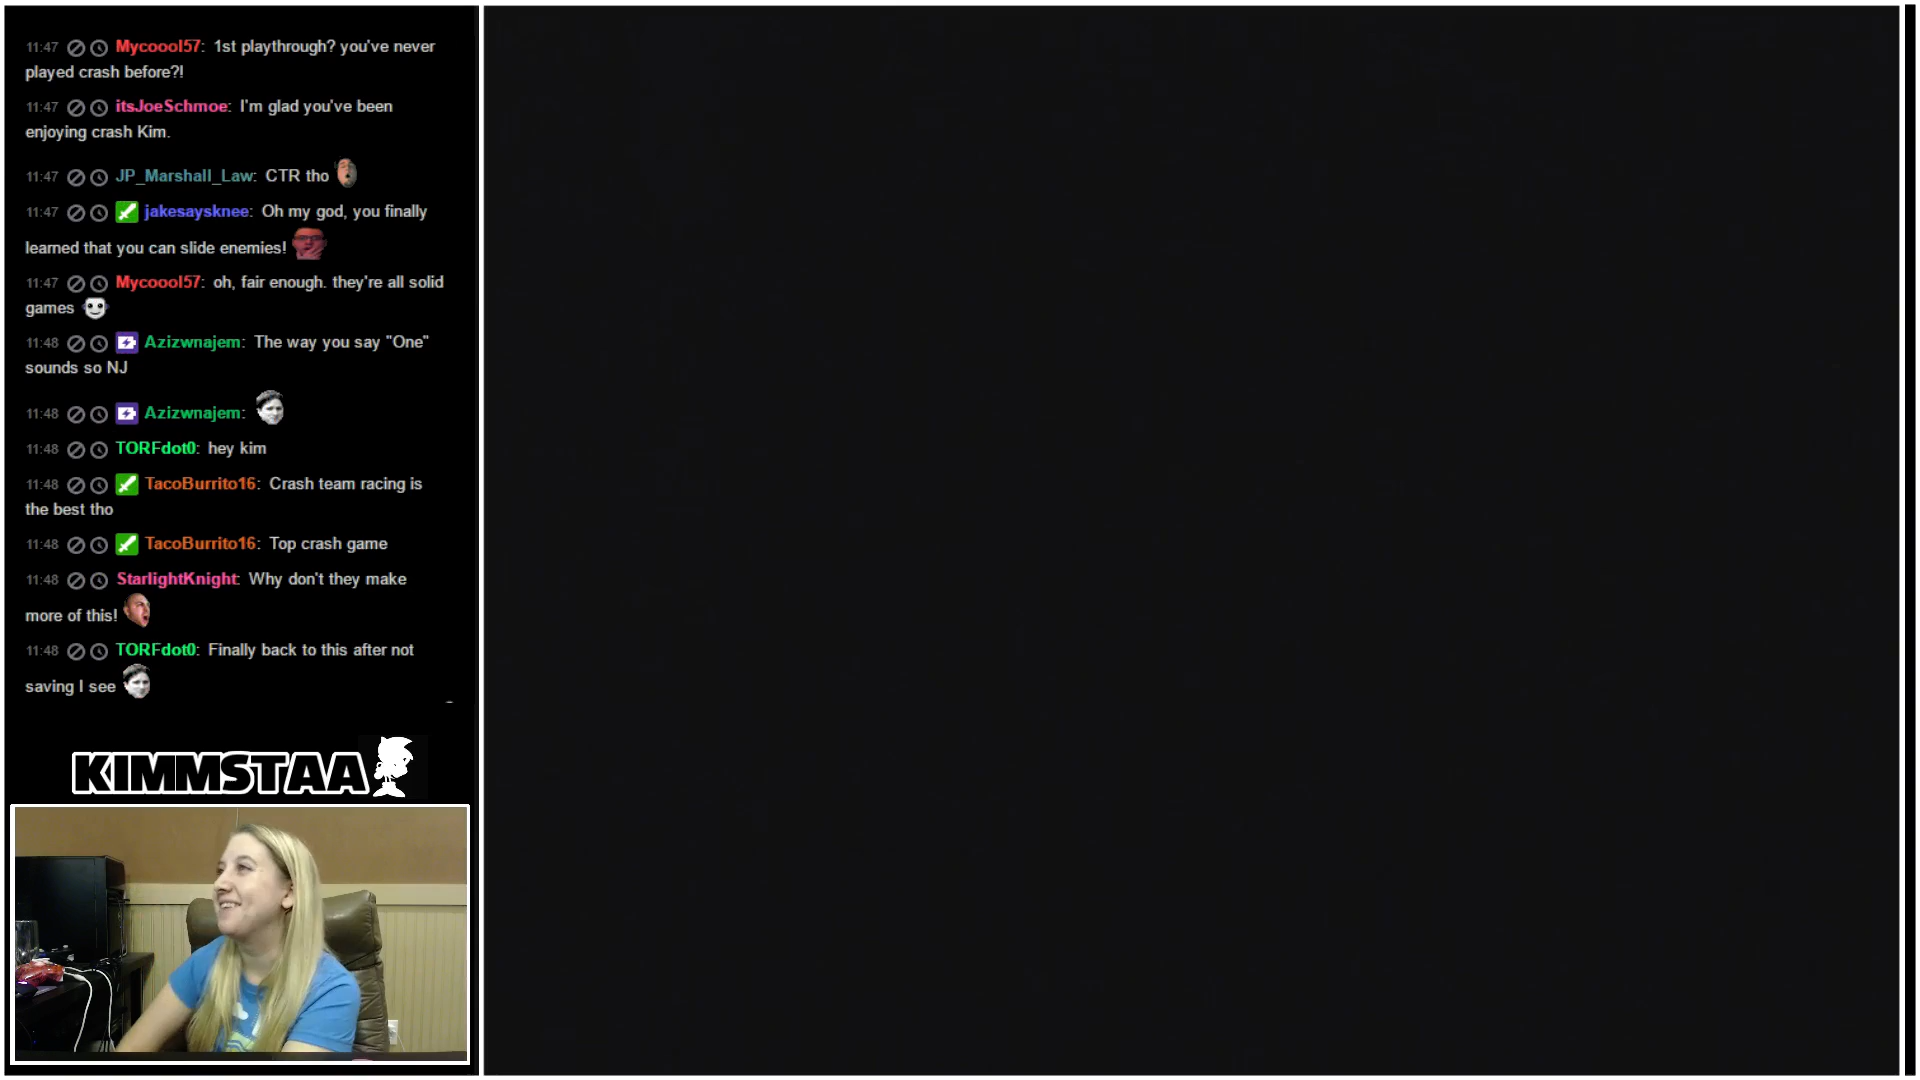 11:47 Mycoool57: 1st playthrough? you've never
played crash before?!
11:47 itsJoeSchmoe: I'm glad you've been
enjoying crash Kim.
11:47 JP_Marshall_Law: CTR tho
11:47 jakesaysknee: Oh my god, you finally
learned that you can slide enemies!
11:47 Mycoool57: oh, fair enough. they're all solid
games
11:48 Azizwnajem: The way you say "One"
sounds so NJ
11:48 Azizwnajem:
11:48 TORFdot0: hey kim
11:48 TacoBurrito16: Crash team racing is
the best tho
11:48 TacoBurrito16: Top crash game
11:48 StarlightKnight: Why don't they make
more of this!
11:48 TORFdot0: Finally back to this after not
saving I see
KIMMSTAA